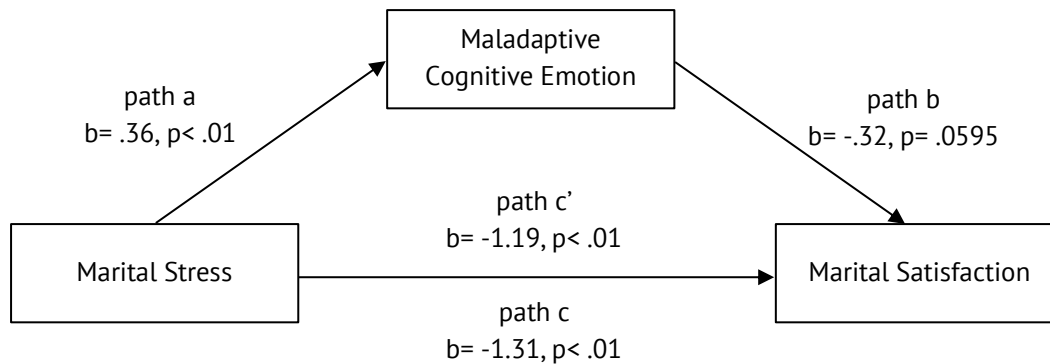 Maladaptive
Cognitive Emotion
path a
b= .36, p< .01
path b
b= -.32, p= .0595
path c’
b= -1.19, p< .01
Marital Stress
Marital Satisfaction
path c
b= -1.31, p< .01